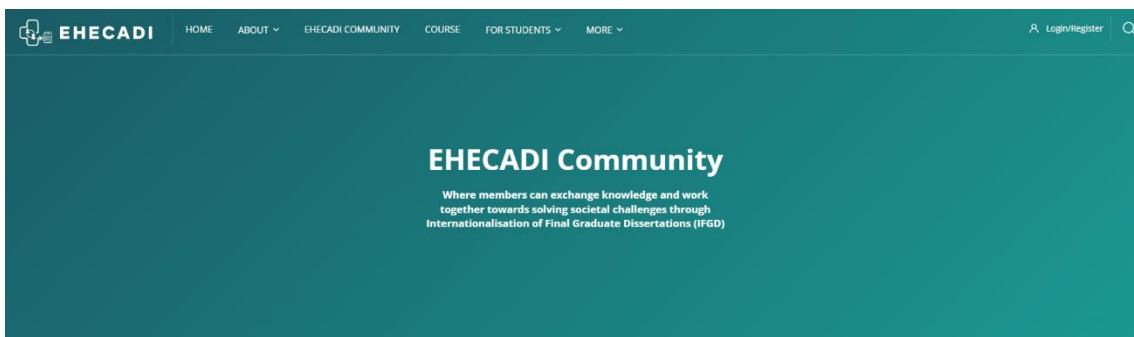 EHECADI HOME ABOUT EHECADI COMMUNITY COURSE FOR STUDENTS MORE Login/Register
EHECADI Community
Where members can exchange knowledge and work
together towards solving societal challenges through
Internationalisation of Final Graduate Dissertations (IFGD)